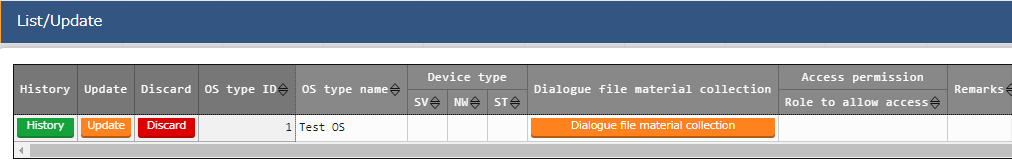 List/Update
History Update Discard OS type ID OS type name Device type Dialogue file material collection Access permission Remarks
SV NW ST Role to allow access
History Update Discard 1 Test OS Dialogue file material collection